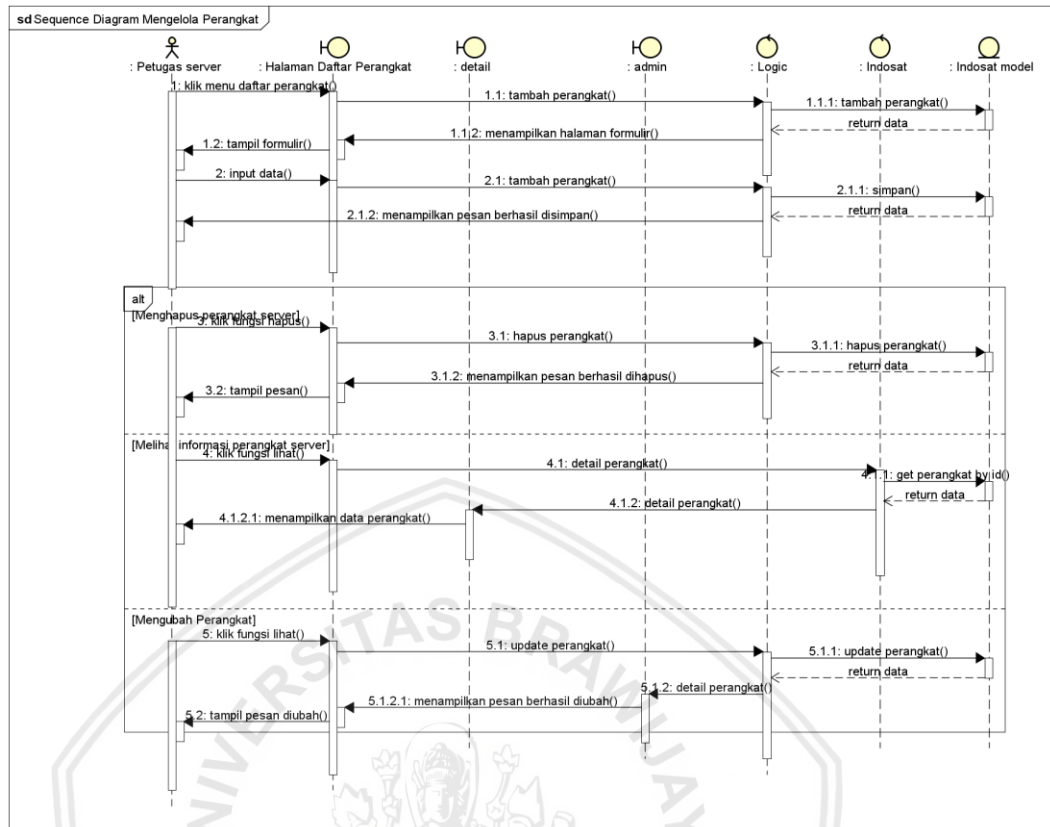 sd Sequence Diagram Mengelola Perangkat
: Petugas server
: Halaman Daftar Perangkat
: detail
: admin
: Logic
: Indosat
: Indosat model
1: klik menu daftar perangkat()
1.1: tambah perangkat()
1.1.1: tambah perangkat()
return data
1.1.2: menampilkan halaman formulir()
1.2: tampil formulir()
2: input data()
2.1: tambah perangkat()
2.1.1: simpan()
return data
2.1.2: menampilkan pesan berhasil disimpan()
alt
[Menghapus perangkat server]
3: klik fungsi hapus()
3.1: hapus perangkat()
3.1.1: hapus perangkat()
return data
3.1.2: menampilkan pesan berhasil dihapus()
3.2: tampil pesan()
[Melihat informasi perangkat server]
4: klik fungsi lihat()
4.1: detail perangkat()
4.1.1: get perangkat by id()
return data
4.1.2: detail perangkat()
4.1.2.1: menampilkan data perangkat()
[Mengubah Perangkat]
5: klik fungsi lihat()
5.1: update perangkat()
5.1.1: update perangkat()
return data
5.1.2: detail perangkat()
5.1.2.1: menampilkan pesan berhasil diubah()
5.2: tampil pesan diubah()
UNIVERSITAS BRAWIJAYA